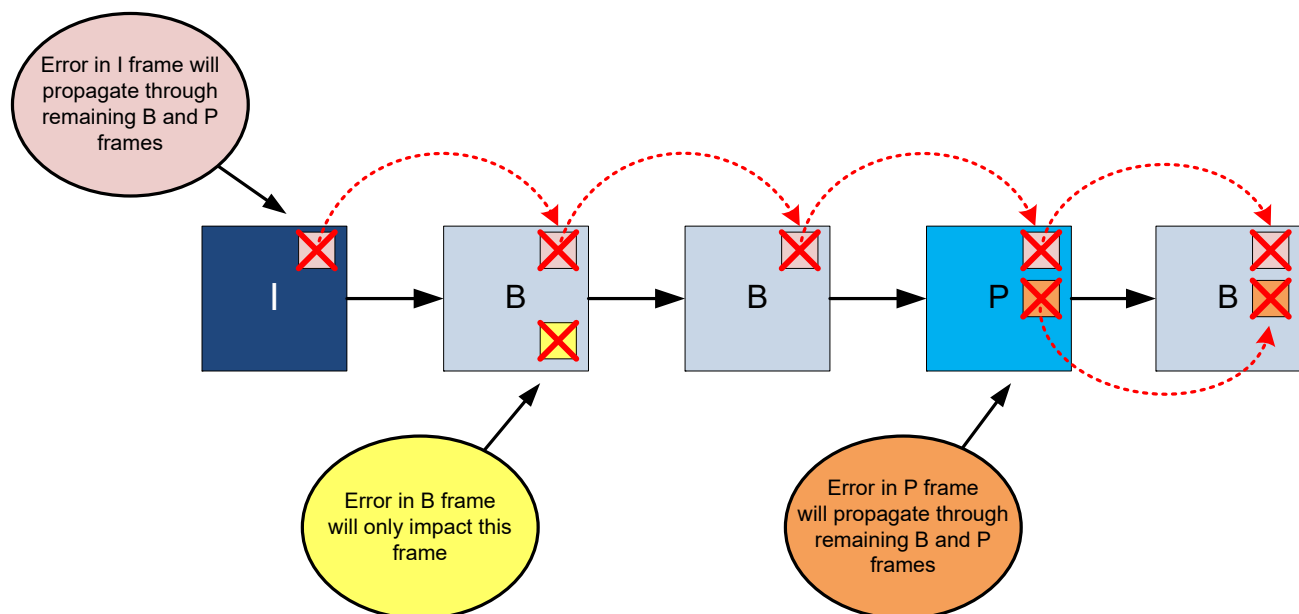 Error in I frame will
propagate through
remaining B and P
frames
I
B
B
P
B
Error in B frame
will only impact this
frame
Error in P frame
will propagate through
remaining B and P
frames